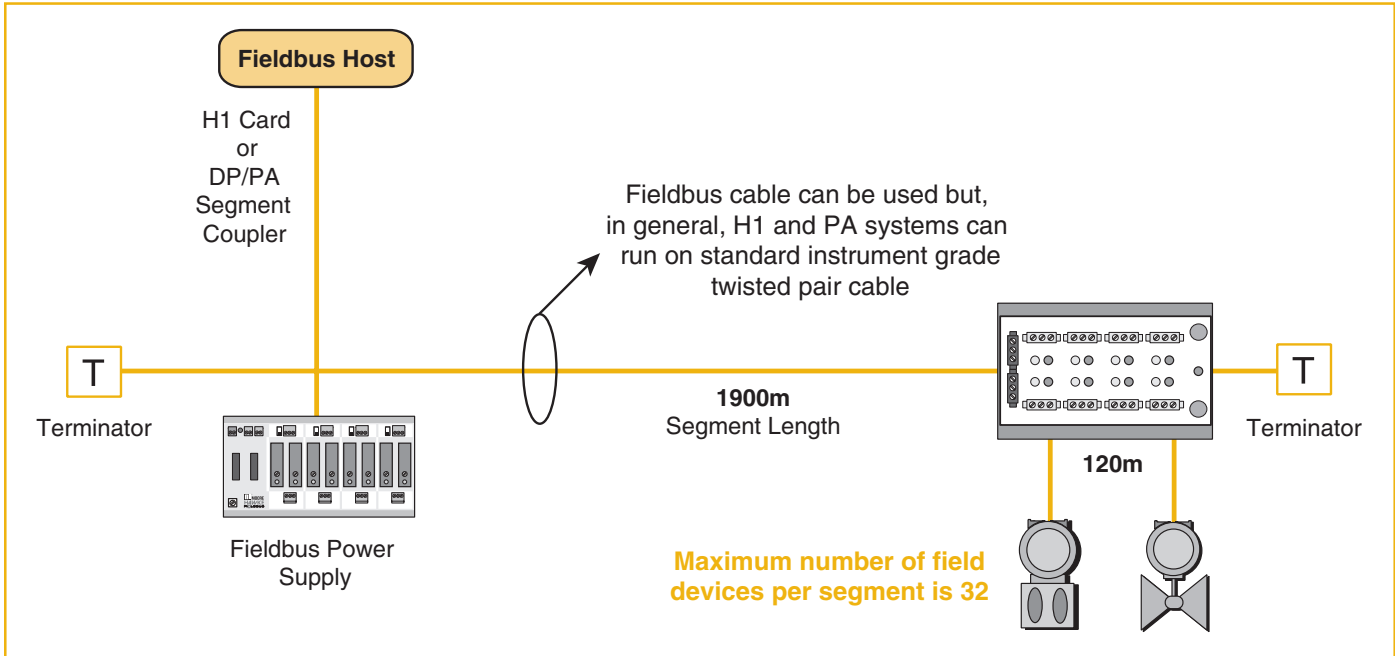 Fieldbus Host
H1 Card
or
DP/PA
Segment
Coupler
Fieldbus cable can be used but,
in general, H1 and PA systems can
run on standard instrument grade
twisted pair cable
T
Terminator
1900m
Segment Length
T
Terminator
120m
MOORE
HAWKE
Fieldbus Power
Supply
Maximum number of field
devices per segment is 32